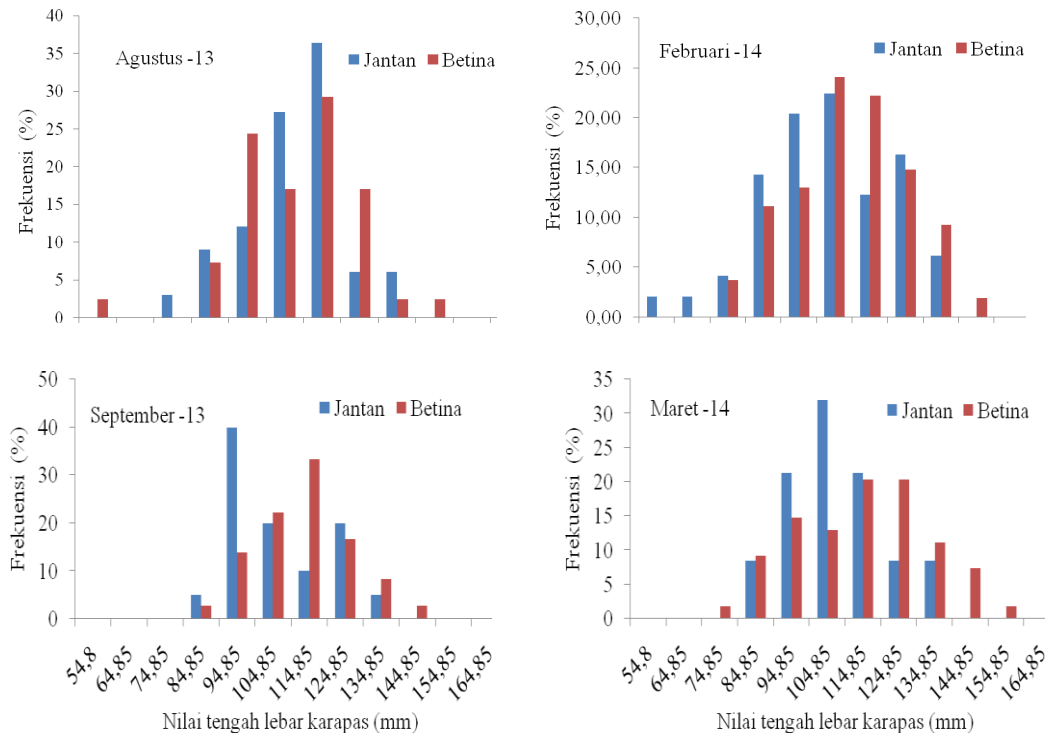 Agustus -13
Jantan Betina
Frekuensi (%)
40
35
30
25
20
15
10
5
0
Februari -14
Jantan Betina
Frekuensi (%)
30,00
25,00
20,00
15,00
10,00
5,00
0,00
September -13
Jantan Betina
Frekuensi (%)
50
40
30
20
10
0
54,8 64,85 74,85 84,85 94,85 104,85 114,85 124,85 134,85 144,85 154,85 164,85
Nilai tengah lebar karapas (mm)
Maret -14
Jantan Betina
Frekuensi (%)
35
30
25
20
15
10
5
0
54,8 64,85 74,85 84,85 94,85 104,85 114,85 124,85 134,85 144,85 154,85 164,85
Nilai tengah lebar karapas (mm)